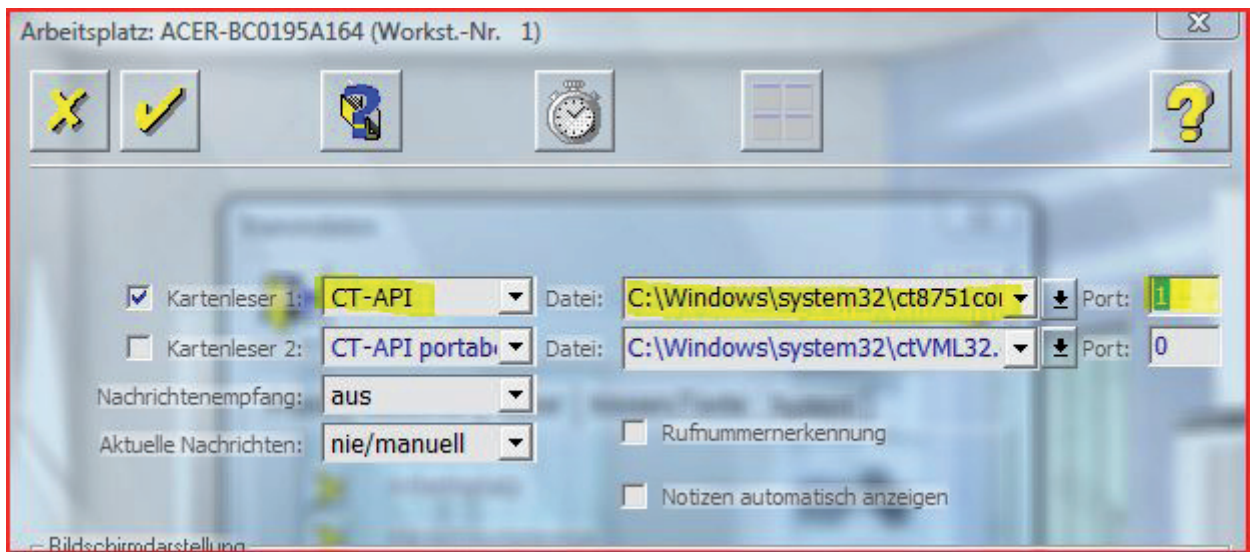 Arbeitsplatz: ACER-BC0195A164 (Workst.-Nr. 1)
Kartenleser 1: CT-API Datei: C:\Windows\system32\ct8751co Port: 1
Kartenleser 2: CT-API portab Datei: C:\Windows\system32\ctVML32. Port: 0
Nachrichtenempfang: aus
Aktuelle Nachrichten: nie/manuell
Rufnummernerkennung
Notizen automatisch anzeigen
Bildschirmdarstellung